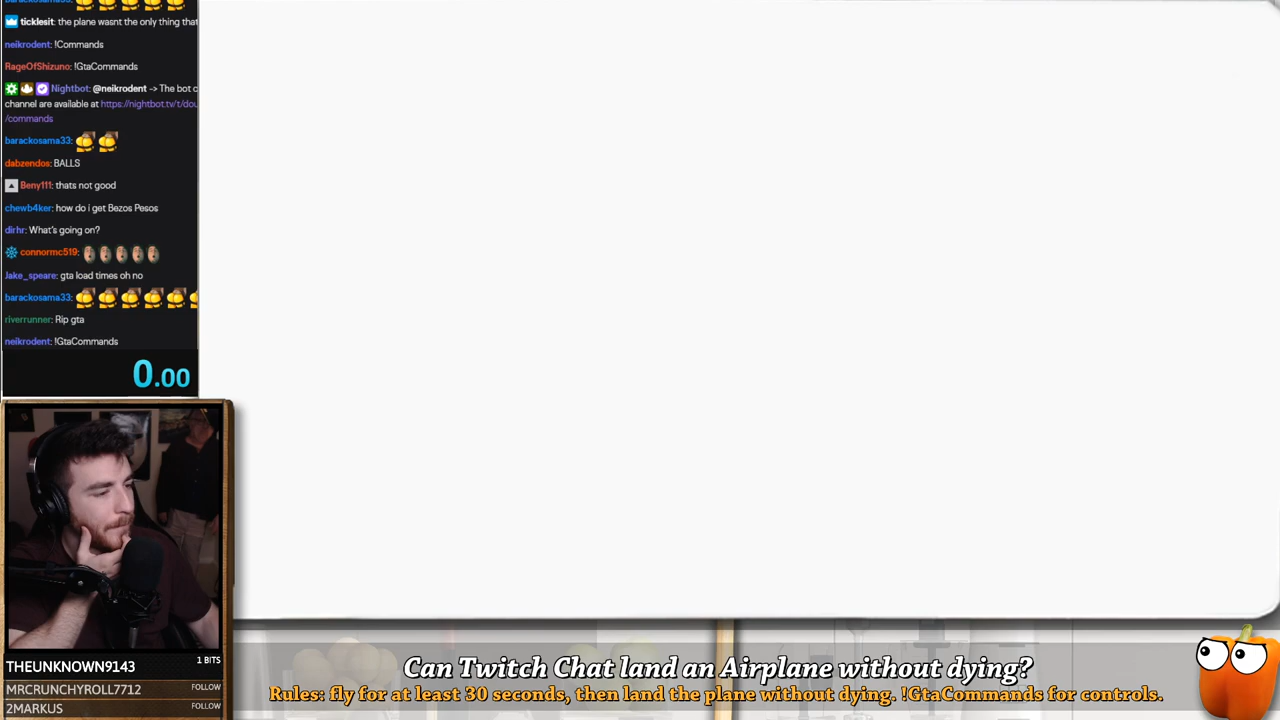 ticklesit: the plane wasnt the only thing that
neikrodent: !Commands
RageOfShizuno: !GtaCommands
Nightbot: @neikrodent -> The bot c
channel are available at https://nightbot.tv/t/dou
/commands
barackosama33:
dabzendos: BALLS
Beny111: thats not good
chewb4ker: how do i get Bezos Pesos
dirhr: What's going on?
connormc519:
Jake_speare: gta load times oh no
barackosama33:
riverrunner: Rip gta
neikrodent: !GtaCommands
0.00
THEUNKNOWN9143 1 BITS
MRCRUNCHYROLL7712 FOLLOW
2MARKUS FOLLOW
Can Twitch Chat land an Airplane without dying?
Rules: fly for at least 30 seconds, then land the plane without dying. !GtaCommands for controls.